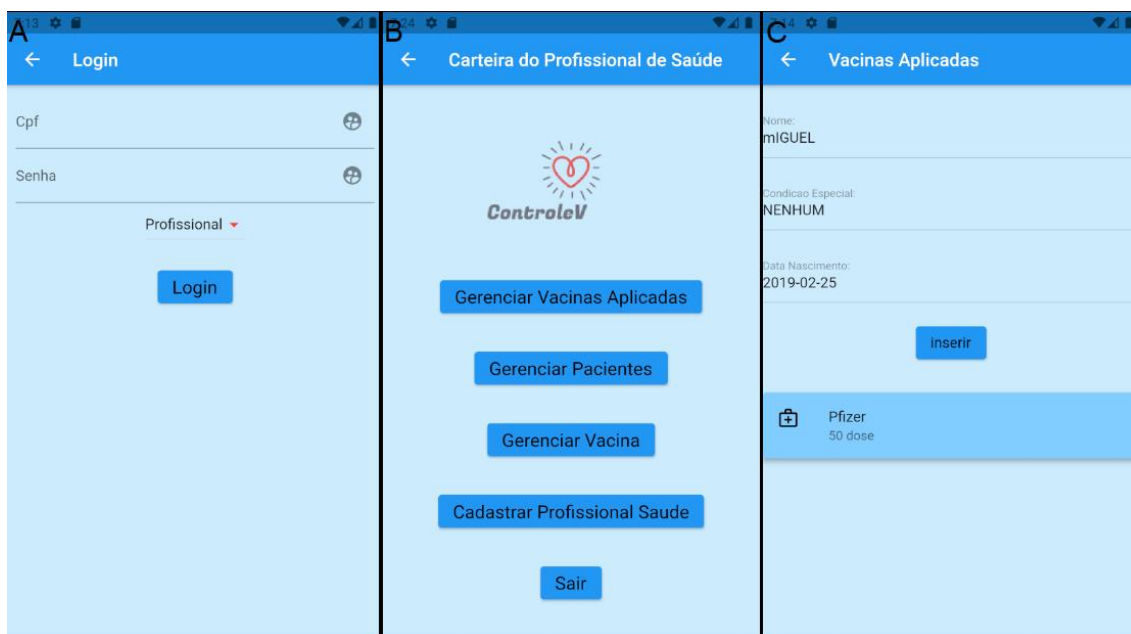 A
Login
Cpf
Senha
Profissional
Login
B
:24
Carteira do Profissional de Saúde
ControleV
Gerenciar Vacinas Aplicadas
Gerenciar Pacientes
Gerenciar Vacina
Cadastrar Profissional Saude
Sair
C
Vacinas Aplicadas
Nome:
mIGUEL
Condicao Especial:
NENHUM
Data Nascimento:
2019-02-25
inserir
Pfizer
50 dose